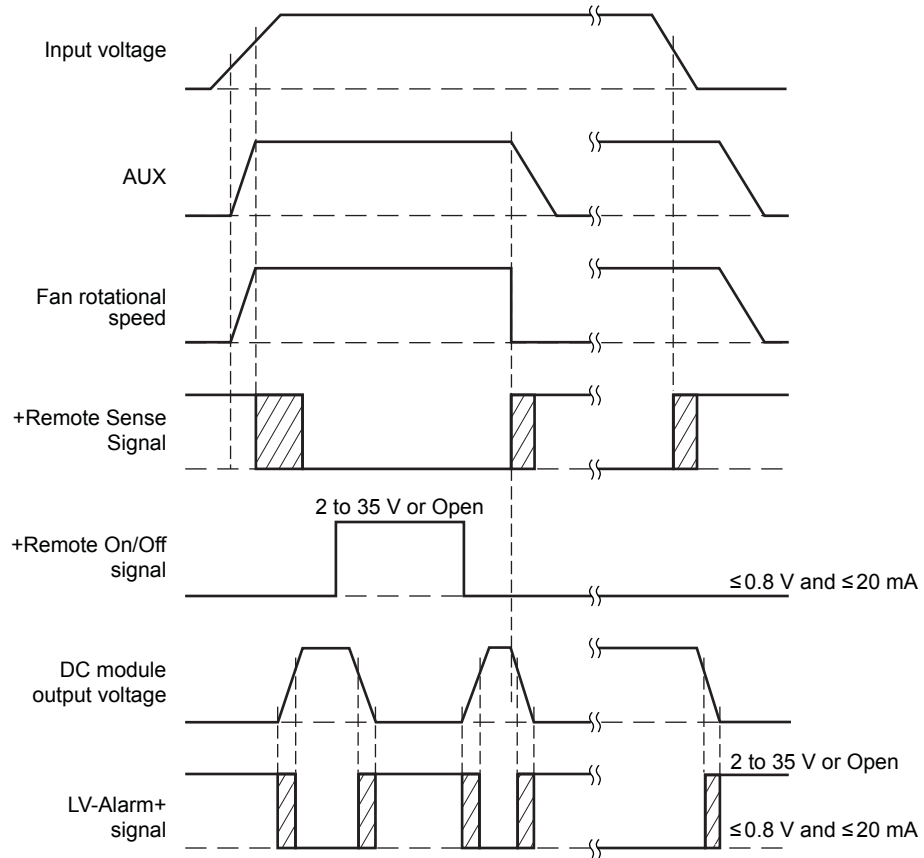 Input voltage
AUX
Fan rotational
speed
+Remote Sense
Signal
2 to 35 V or Open
+Remote On/Off
signal
≤0.8 V and ≤20 mA
DC module
output voltage
2 to 35 V or Open
LV-Alarm+
signal
≤0.8 V and ≤20 mA